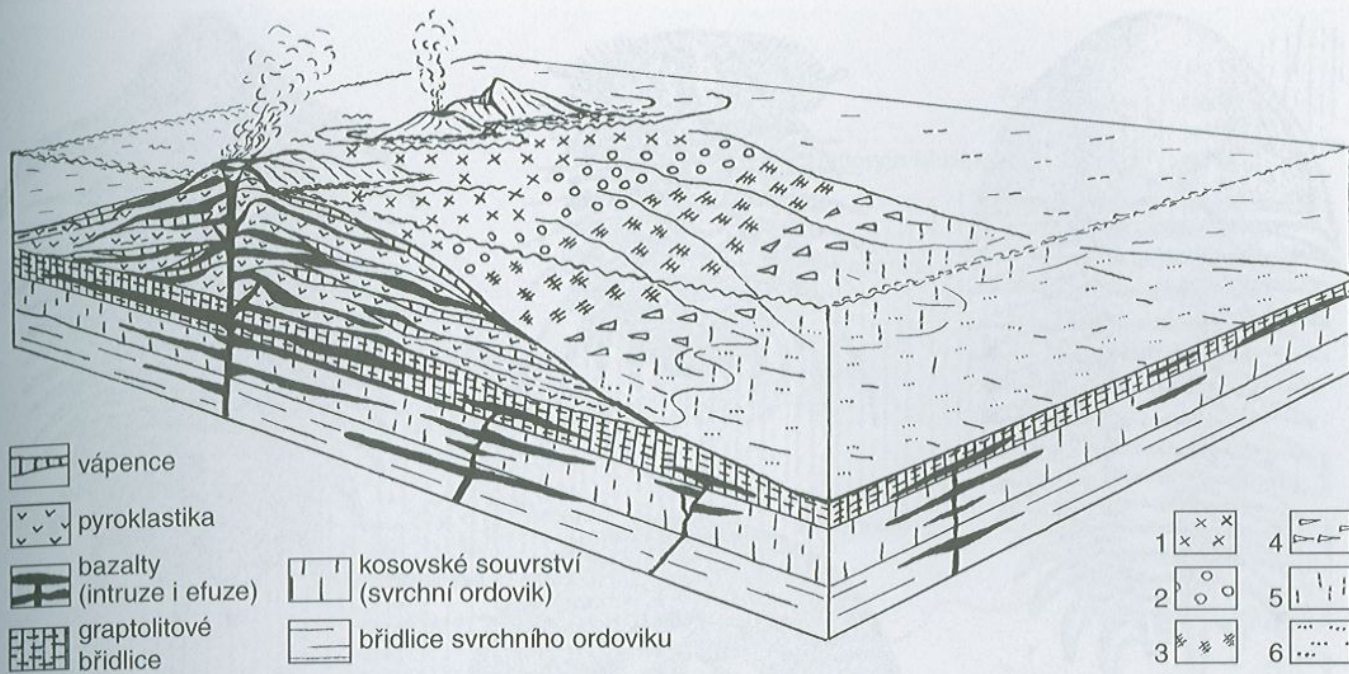 vápence
pyroklastika
bazalty
(intruze i efuze)
graptolitové
břidlice
kosovské souvrství
(svrchní ordovik)
břidlice svrchního ordoviku
1
2
3
4
5
6